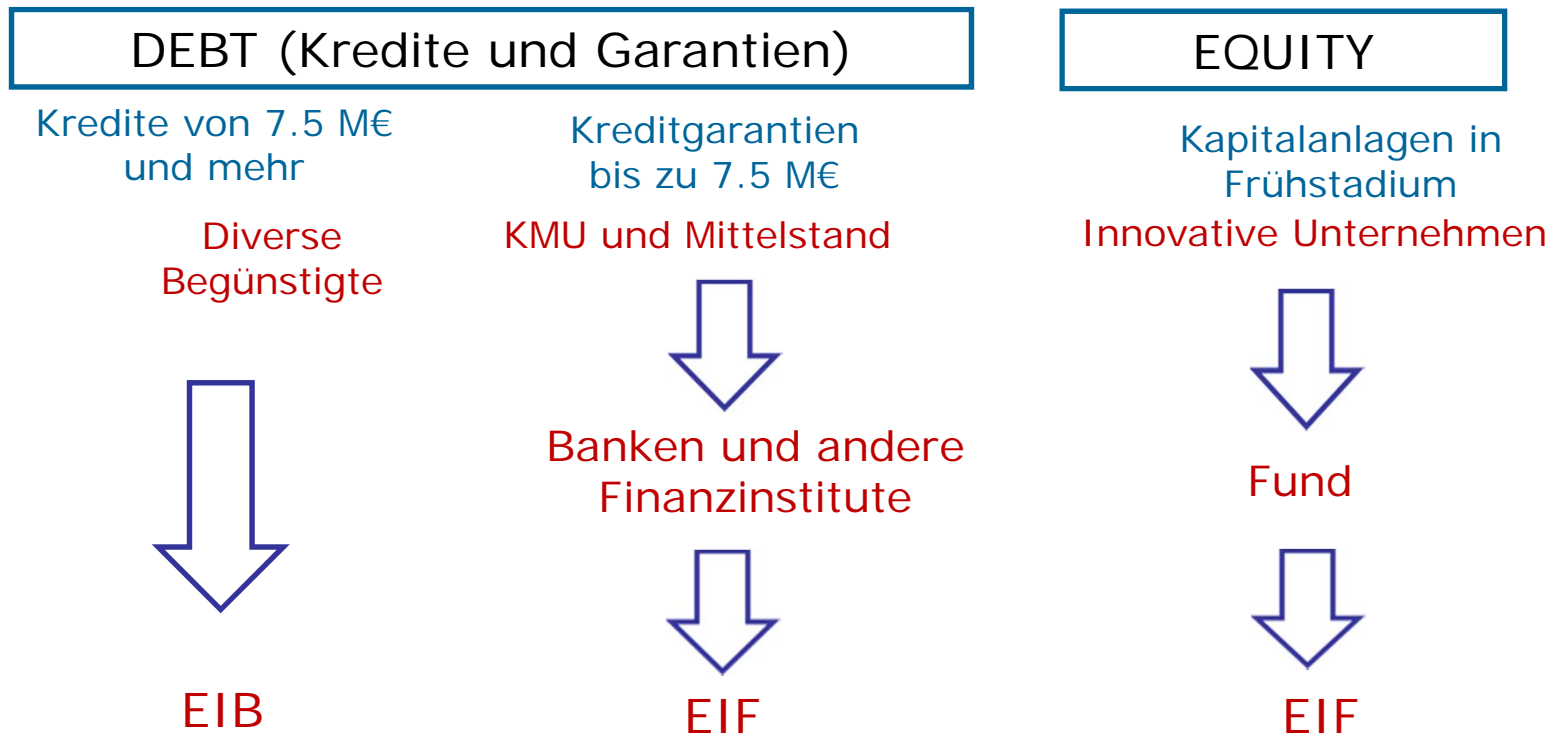 DEBT (Kredite und Garantien)
Kredite von 7.5 M€
und mehr
Diverse
Begünstigte
EIB
Kreditgarantien
bis zu 7.5 M€
KMU und Mittelstand
Banken und andere
Finanzinstitute
EIF
EQUITY
Kapitalanlagen in
Frühstadium
Innovative Unternehmen
Fund
EIF